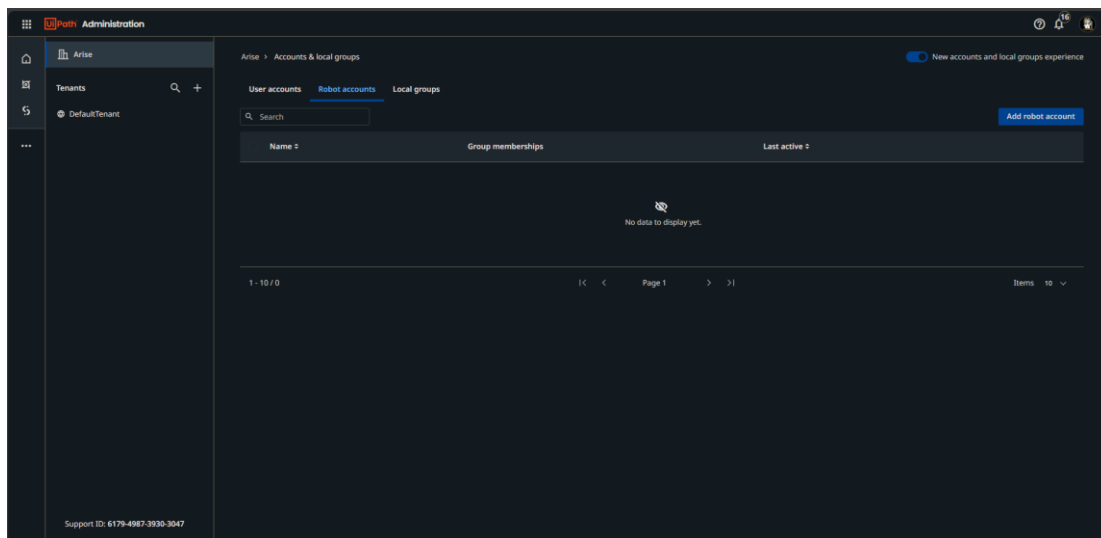 UiPath Administration
16
Arise
Arise > Accounts & local groups
New accounts and local groups experience
Tenants
User accounts Robot accounts Local groups
DefaultTenant
Search
Add robot account
Name Group memberships Last active
No data to display yet.
1 - 10 / 0
Page 1
Items 10
Support ID: 6179-4987-3930-3047